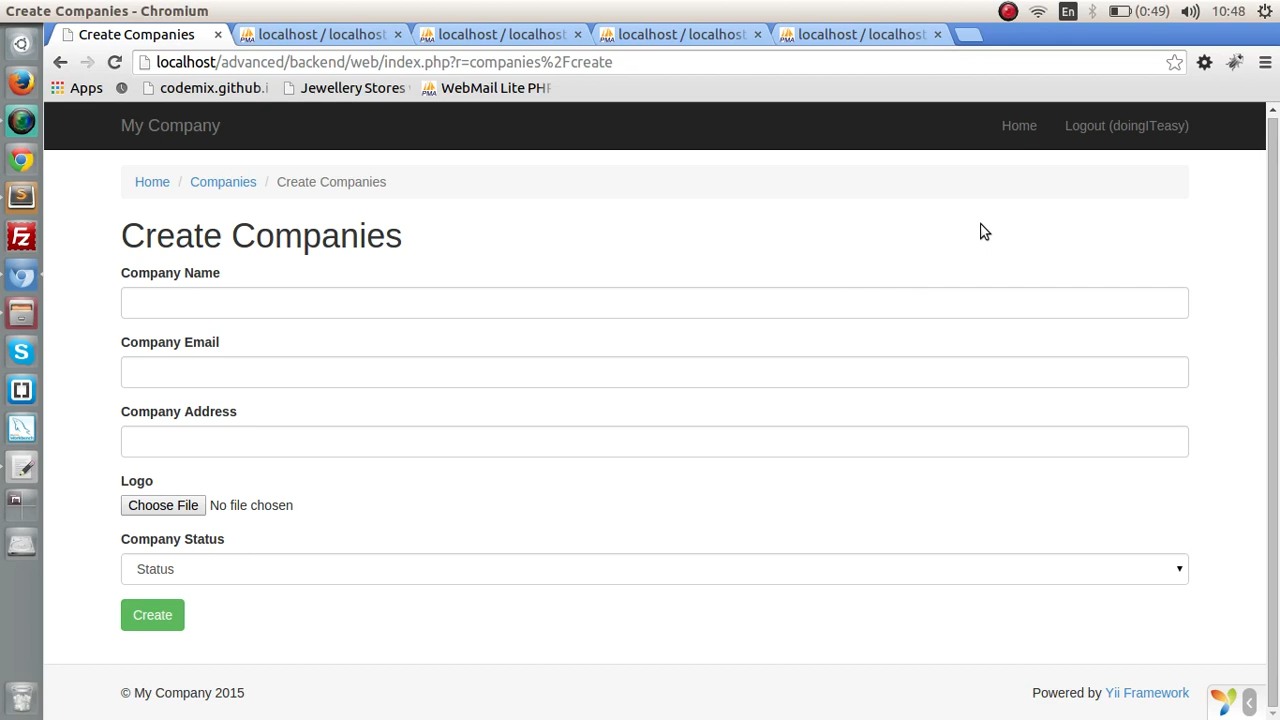 Create Companies - Chromium
En
(0:49)
10:48
Create Companies
localhost / localhost
localhost / localhost
localhost / localhost
localhost / localhost
localhost/advanced/backend/web/index.php?r=companies%2Fcreate
Apps
codemix.github.i
Jewellery Stores
WebMail Lite PHP
My Company
Home
Logout (doingITeasy)
Home / Companies / Create Companies
Create Companies
Company Name
Company Email
Company Address
Logo
Choose File No file chosen
Company Status
Status
Create
© My Company 2015
Powered by Yii Framework